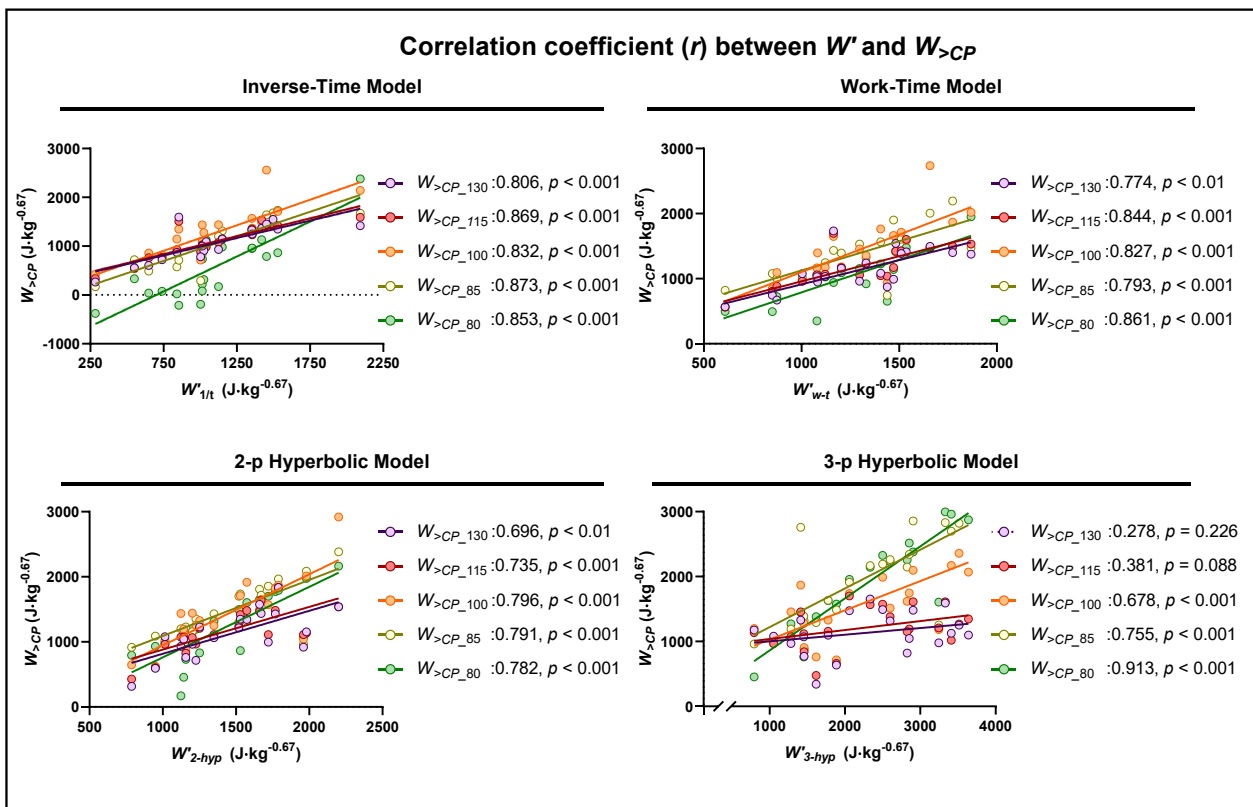 Correlation coefficient (r) between W' and W>CP
Inverse-Time Model
3000
2000
1000
0
-1000
250
750
1250
1750
2250
W>CP (J·kg-0.67)
W'1/t (J·kg-0.67)
W>CP_130 :0.806, p < 0.001
W>CP_115 :0.869, p < 0.001
W>CP_100 :0.832, p < 0.001
W>CP_85 :0.873, p < 0.001
W>CP_80 :0.853, p < 0.001
Work-Time Model
3000
2000
1000
0
500
1000
1500
2000
W>CP (J·kg-0.67)
W'w-t (J·kg-0.67)
W>CP_130 :0.774, p < 0.01
W>CP_115 :0.844, p < 0.001
W>CP_100 :0.827, p < 0.001
W>CP_85 :0.793, p < 0.001
W>CP_80 :0.861, p < 0.001
2-p Hyperbolic Model
3000
2000
1000
0
500
1000
1500
2000
2500
W>CP (J·kg-0.67)
W'2-hyp (J·kg-0.67)
W>CP_130 :0.696, p < 0.01
W>CP_115 :0.735, p < 0.001
W>CP_100 :0.796, p < 0.001
W>CP_85 :0.791, p < 0.001
W>CP_80 :0.782, p < 0.001
3-p Hyperbolic Model
3000
2000
1000
0
1000
2000
3000
4000
W>CP (J·kg-0.67)
W'3-hyp (J·kg-0.67)
W>CP_130 :0.278, p = 0.226
W>CP_115 :0.381, p = 0.088
W>CP_100 :0.678, p < 0.001
W>CP_85 :0.755, p < 0.001
W>CP_80 :0.913, p < 0.001